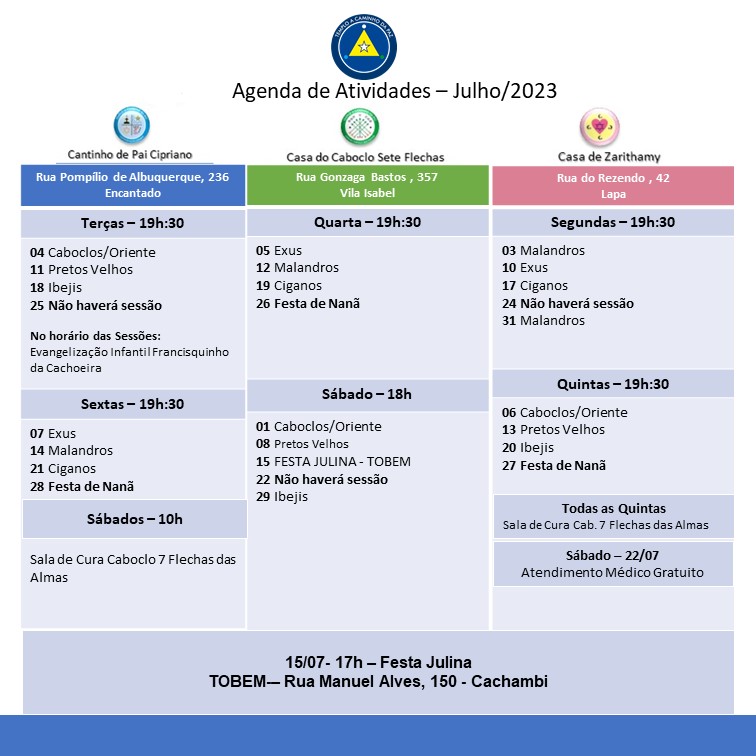 TEMPLO A CAMINHO DA PAZ
Agenda de Atividades – Julho/2023
Cantinho de Pai Cipriano
Rua Pompílio de Albuquerque, 236
Encantado
Terças – 19h:30
04 Caboclos/Oriente
11 Pretos Velhos
18 Ibejis
25 Não haverá sessão
No horário das Sessões:
Evangelização Infantil Francisquinho
da Cachoeira
Sextas – 19h:30
07 Exus
14 Malandros
21 Ciganos
28 Festa de Nanã
Sábados – 10h
Sala de Cura Caboclo 7 Flechas das
Almas
Casa do Caboclo Sete Flechas
Rua Gonzaga Bastos , 357
Vila Isabel
Quarta – 19h:30
05 Exus
12 Malandros
19 Ciganos
26 Festa de Nanã
Sábado – 18h
01 Caboclos/Oriente
08 Pretos Velhos
15 FESTA JULINA - TOBEM
22 Não haverá sessão
29 Ibejis
Casa de Zarithamy
Rua do Rezendo , 42
Lapa
Segundas – 19h:30
03 Malandros
10 Exus
17 Ciganos
24 Não haverá sessão
31 Malandros
Quintas – 19h:30
06 Caboclos/Oriente
13 Pretos Velhos
20 Ibejis
27 Festa de Nanã
Todas as Quintas
Sala de Cura Cab. 7 Flechas das Almas
Sábado – 22/07
Atendimento Médico Gratuito
15/07- 17h – Festa Julina
TOBEM-– Rua Manuel Alves, 150 - Cachambi